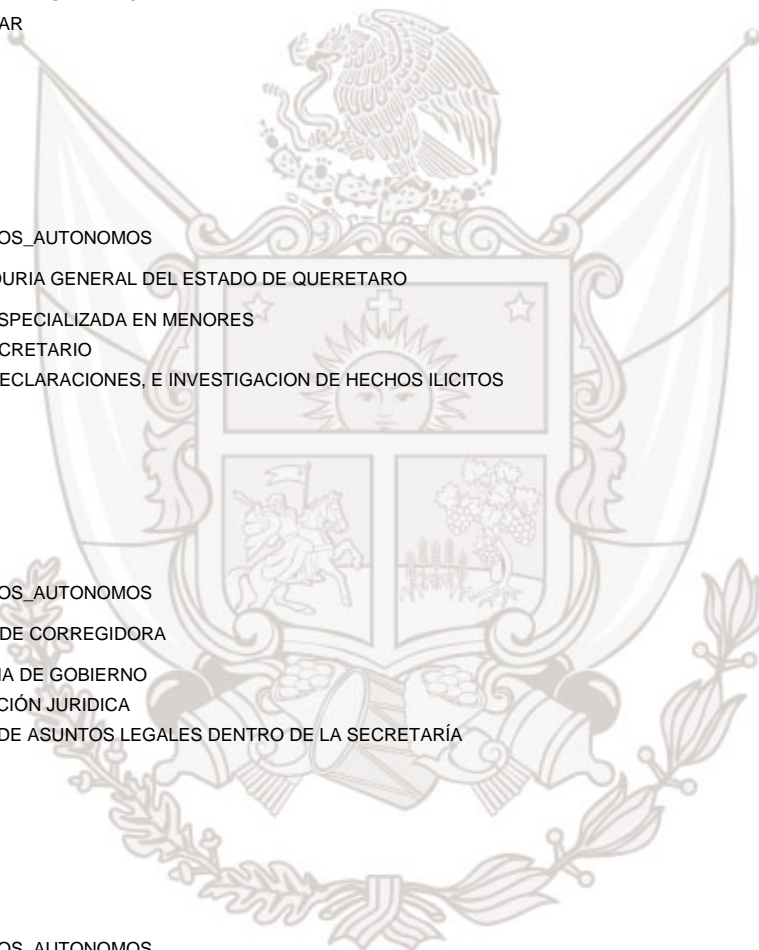 AR
OS_AUTONOMOS
DURIA GENERAL DEL ESTADO DE QUERETARO
SPECIALIZADA EN MENORES
CRETARIO
ECLARACIONES, E INVESTIGACION DE HECHOS ILICITOS
OS_AUTONOMOS
DE CORREGIDORA
IA DE GOBIERNO
CIÓN JURIDICA
DE ASUNTOS LEGALES DENTRO DE LA SECRETARÍA